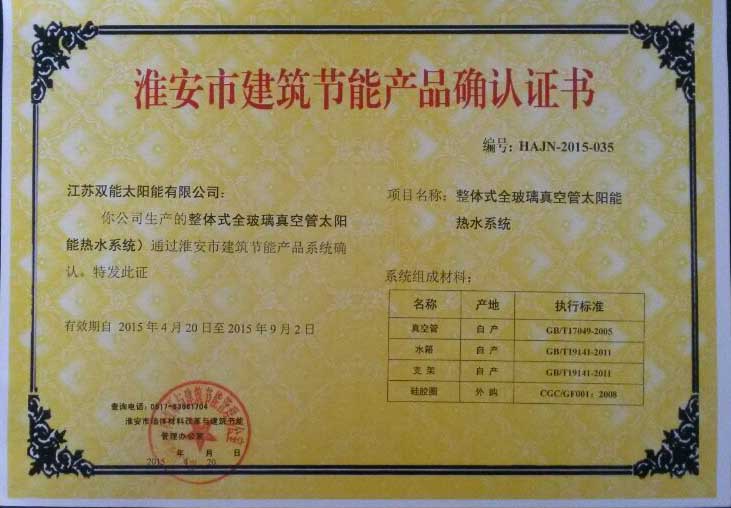 淮安市建筑节能产品确认证书
编号：HAJN-2015-035
江苏双能太阳能有限公司：
你公司生产的整体式全玻璃真空管太阳
能热水系统）通过淮安市建筑节能产品系统确
认。特发此证
有效期自 2015 年 4 月 20 日至 2015 年 9 月 2 日
查询电话：0517-83661704
淮安市墙体材料改革与建筑节能
管理办公室
年 月 日
2015 4 20
项目名称：整体式全玻璃真空管太阳能
热水系统
系统组成材料：
名称 产地 执行标准
真空管 自产 GB/T17049-2005
水箱 自产 GB/T19141-2011
支架 自产 GB/T19141-2011
硅胶圈 外购 CGC/GF001：2008